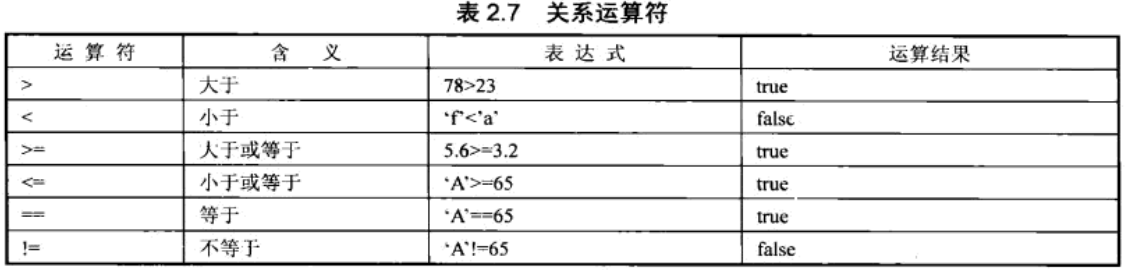 表 2.7 关系运算符
运 算 符 含 义 表 达 式 运算结果
> 大于 78>23 true
< 小于 ‘f’<’a’ false
>= 大于或等于 5.6>=3.2 true
<= 小于或等于 ‘A’>=65 true
== 等于 ‘A’==65 true
!= 不等于 ‘A’!=65 false